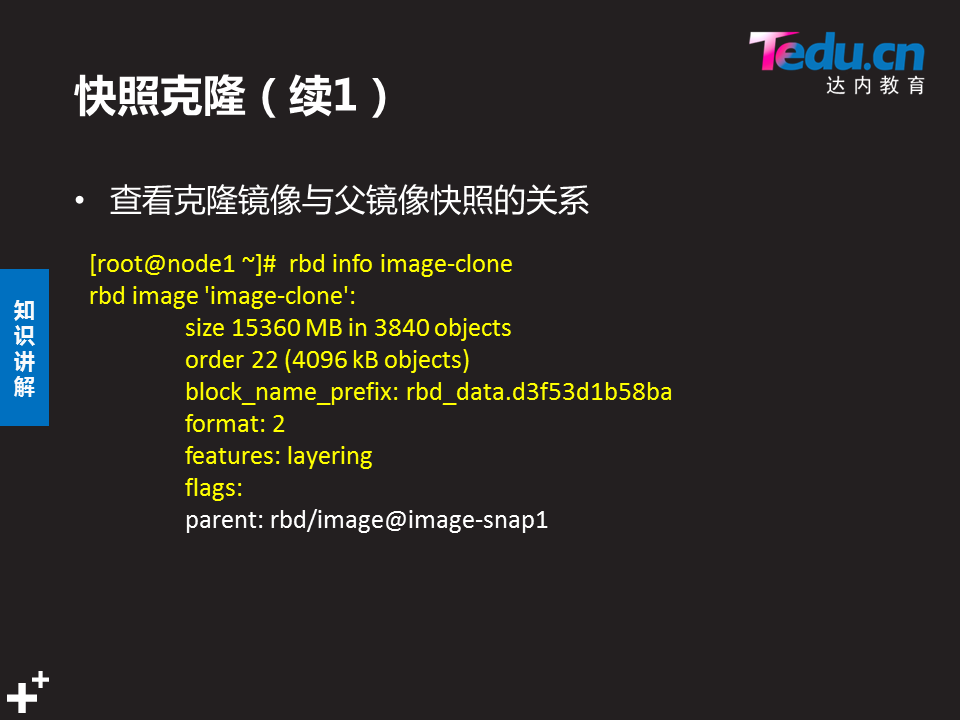 Tedu.cn
达内教育
快照克隆（续1）
• 查看克隆镜像与父镜像快照的关系
[root@node1 ~]#  rbd info image-clone
rbd image 'image-clone':
size 15360 MB in 3840 objects
order 22 (4096 kB objects)
block_name_prefix: rbd_data.d3f53d1b58ba
format: 2
features: layering
flags:
parent: rbd/image@image-snap1
知识讲解